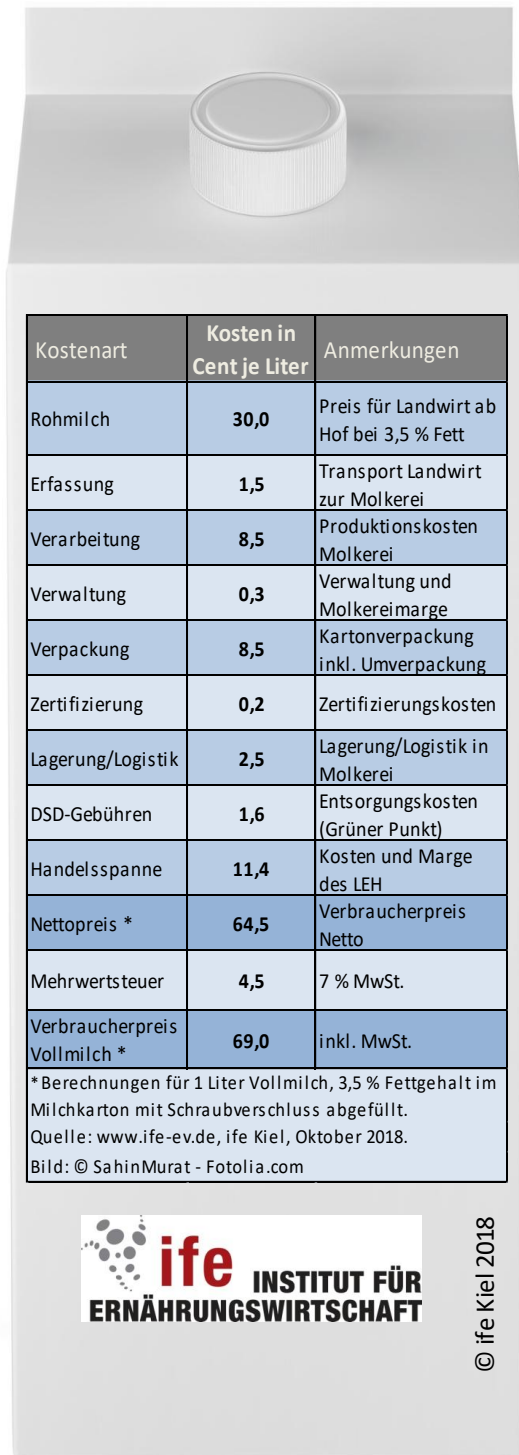 Kostenart
Kosten in
Cent je Liter
Anmerkungen
Rohmilch
30,0
Preis für Landwirt ab
Hof bei 3,5 % Fett
Erfassung
1,5
Transport Landwirt
zur Molkerei
Verarbeitung
8,5
Produktionskosten
Molkerei
Verwaltung
0,3
Verwaltung und
Molkereimarge
Verpackung
8,5
Kartonverpackung
inkl. Umverpackung
Zertifizierung
0,2
Zertifizierungskosten
Lagerung/Logistik
2,5
Lagerung/Logistik in
Molkerei
DSD-Gebühren
1,6
Entsorgungskosten
(Grüner Punkt)
Handelsspanne
11,4
Kosten und Marge
des LEH
Nettopreis *
64,5
Verbraucherpreis
Netto
Mehrwertsteuer
4,5
7 % MwSt.
Verbraucherpreis
Vollmilch *
69,0
inkl. MwSt.
*Berechnungen für 1 Liter Vollmilch, 3,5 % Fettgehalt im
Milchkarton mit Schraubverschluss abgefüllt.
Quelle: www.ife-ev.de, ife Kiel, Oktober 2018.
Bild: © SahinMurat - Fotolia.com
ife INSTITUT FÜR
ERNÄHRUNGSWIRTSCHAFT
© ife Kiel 2018